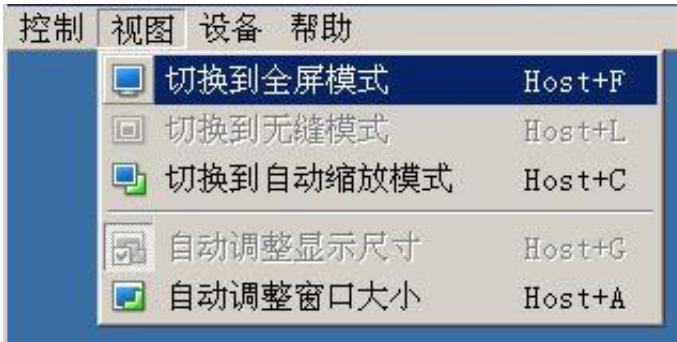 控制 视图 设备 帮助
切换到全屏模式 Host+F
切换到无缝模式 Host+L
切换到自动缩放模式 Host+C
自动调整显示尺寸 Host+G
自动调整窗口大小 Host+A